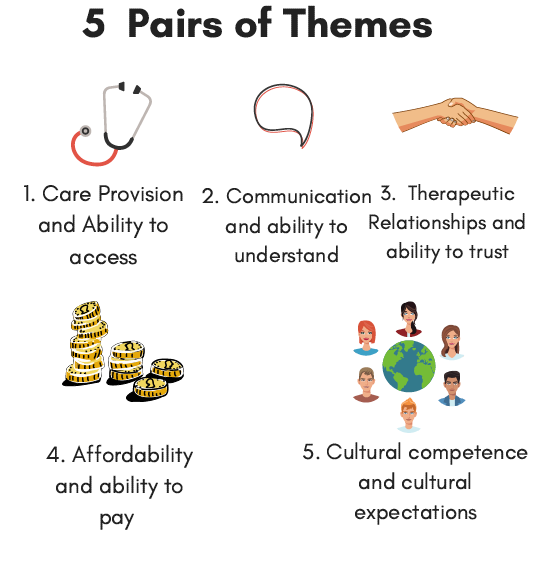 5 Pairs of Themes
1. Care Provision
and Ability to
access
2. Communication
and ability to
understand
3. Therapeutic
Relationships and
ability to trust
4. Affordability
and ability to
pay
5. Cultural competence
and cultural
expectations